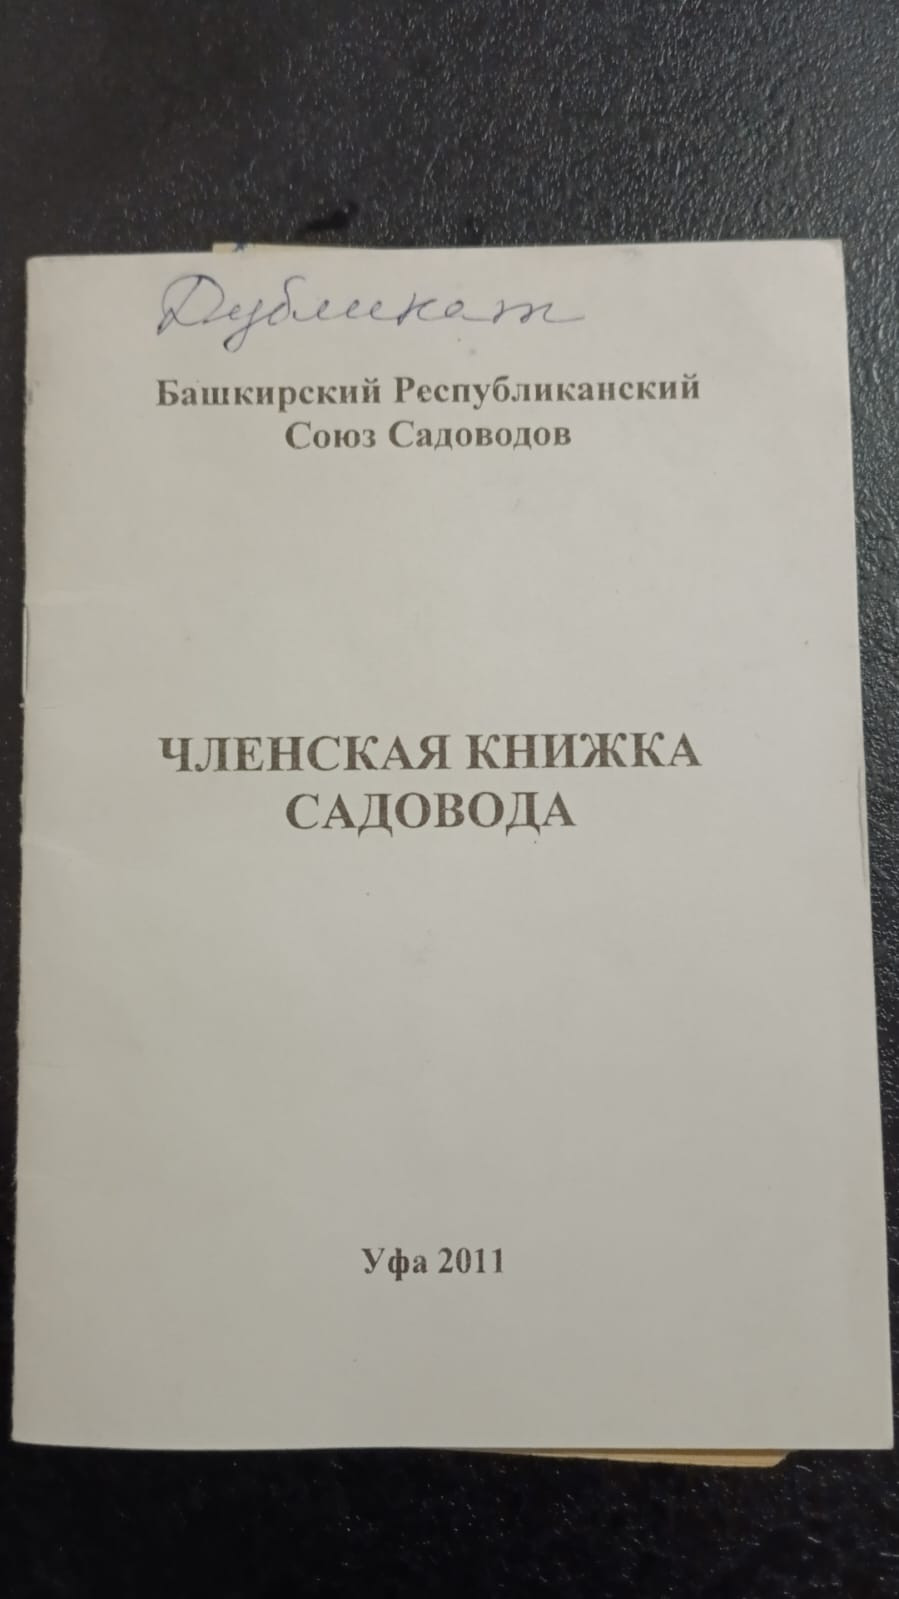 Дубликат
Башкирский Республиканский
Союз Садоводов
ЧЛЕНСКАЯ КНИЖКА
САДОВОДА
Уфа 2011